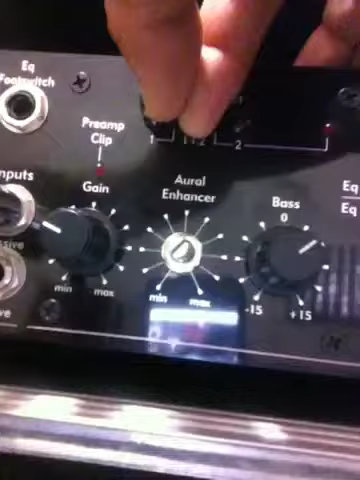 Eq
Footswitch
Preamp
Clip
1
1+2
2
nputs
Gain
Aural
Enhancer
Bass
0
Eq
Eq
min
max
min
max
-15
+15